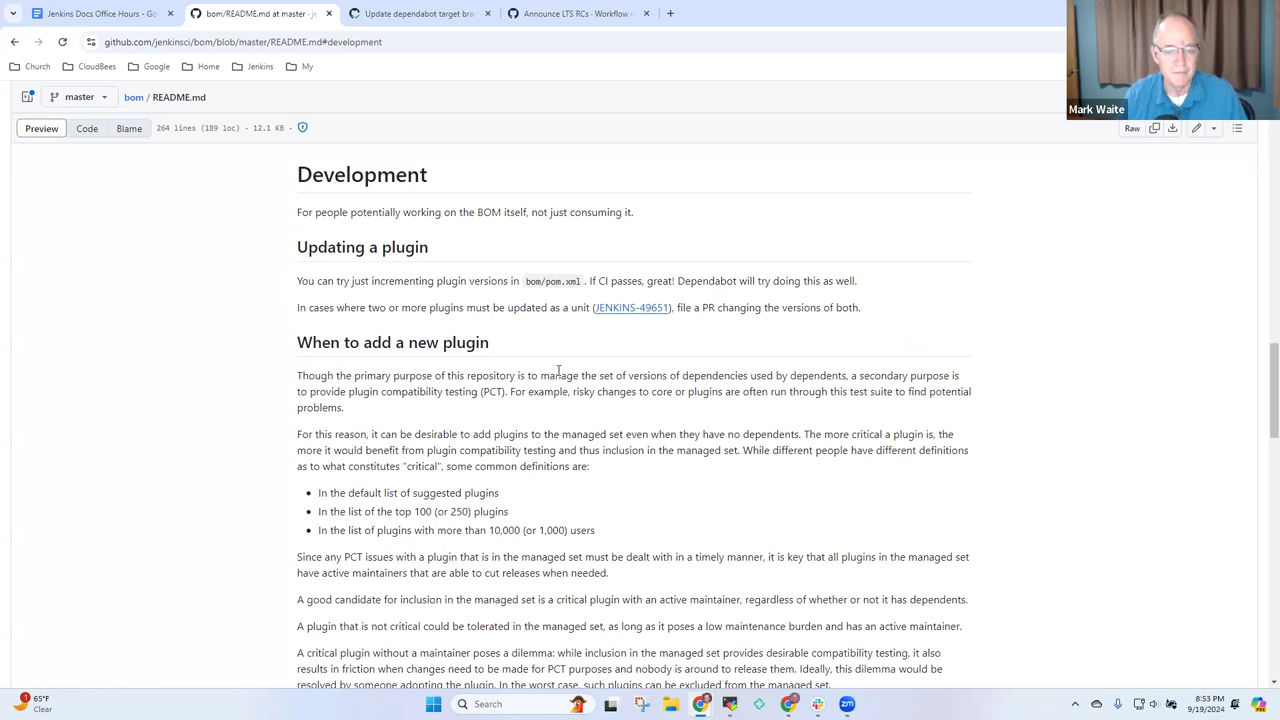 Jenkins Docs Office Hours - Go
bom/README.md at master · je
Update dependabot target bra
Announce LTS RCs · Workflow r
github.com/jenkinsci/bom/blob/master/README.md#development
Church
CloudBees
Google
Home
Jenkins
My
Mark Waite
master
bom / README.md
Preview
Code
Blame
264 lines (189 loc) · 12.1 KB
Raw
Development
For people potentially working on the BOM itself, not just consuming it.
Updating a plugin
You can try just incrementing plugin versions in bom/pom.xml. If CI passes, great! Dependabot will try doing this as well.
In cases where two or more plugins must be updated as a unit (JENKINS-49651), file a PR changing the versions of both.
When to add a new plugin
Though the primary purpose of this repository is to manage the set of versions of dependencies used by dependents, a secondary purpose is
to provide plugin compatibility testing (PCT). For example, risky changes to core or plugins are often run through this test suite to find potential
problems.
For this reason, it can be desirable to add plugins to the managed set even when they have no dependents. The more critical a plugin is, the
more it would benefit from plugin compatibility testing and thus inclusion in the managed set. While different people have different definitions
as to what constitutes "critical", some common definitions are:
• In the default list of suggested plugins
• In the list of the top 100 (or 250) plugins
• In the list of plugins with more than 10,000 (or 1,000) users
Since any PCT issues with a plugin that is in the managed set must be dealt with in a timely manner, it is key that all plugins in the managed set
have active maintainers that are able to cut releases when needed.
A good candidate for inclusion in the managed set is a critical plugin with an active maintainer, regardless of whether or not it has dependents.
A plugin that is not critical could be tolerated in the managed set, as long as it poses a low maintenance burden and has an active maintainer.
A critical plugin without a maintainer poses a dilemma: while inclusion in the managed set provides desirable compatibility testing, it also
results in friction when changes need to be made for PCT purposes and nobody is around to release them. Ideally, this dilemma would be
resolved by someone adopting the plugin. In the worst case, such plugins can be excluded from the managed set.
1
65°F
Clear
Search
zm
8:53 PM
9/19/2024